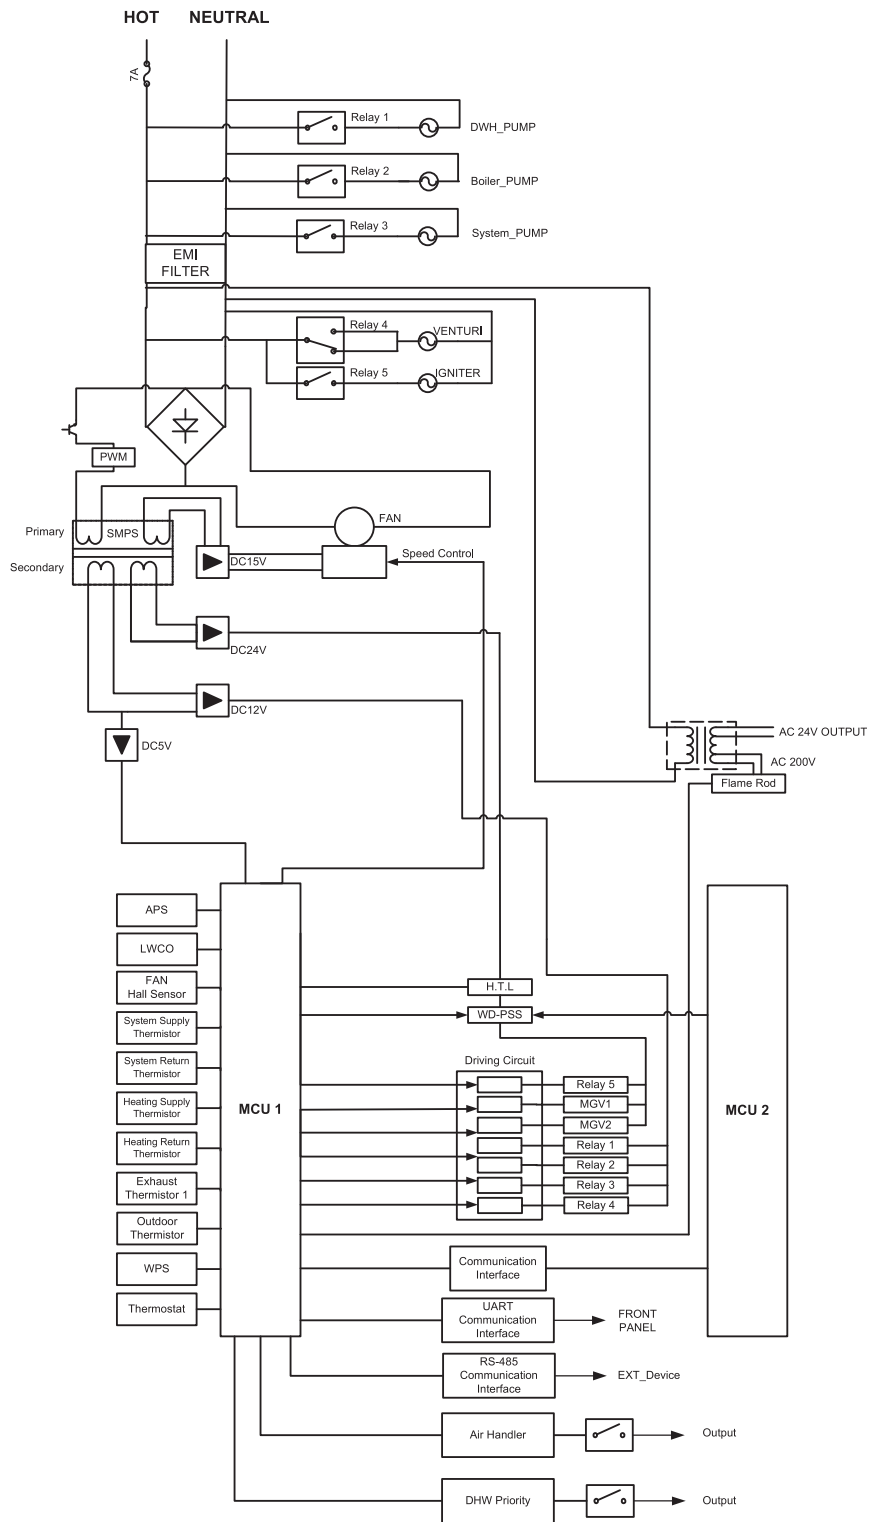 HOT NEUTRAL
7A
Relay 1
DWH_PUMP
Relay 2
Boiler_PUMP
Relay 3
System_PUMP
EMI
FILTER
Relay 4
VENTURI
Relay 5
IGNITER
PWM
FAN
Primary
SMPS
Speed Control
DC15V
Secondary
DC24V
DC12V
AC 24V OUTPUT
DC5V
AC 200V
Flame Rod
APS
LWCO
FAN
Hall Sensor
System Supply
Thermistor
System Return
Thermistor
Heating Supply
Thermistor
Heating Return
Thermistor
Exhaust
Thermistor 1
Outdoor
Thermistor
WPS
Thermostat
MCU 1
H.T.L
WD-PSS
Driving Circuit
Relay 5
MGV1
MGV2
Relay 1
Relay 2
Relay 3
Relay 4
MCU 2
Communication
Interface
UART
Communication
Interface
FRONT
PANEL
RS-485
Communication
Interface
EXT_Device
Air Handler
Output
DHW Priority
Output